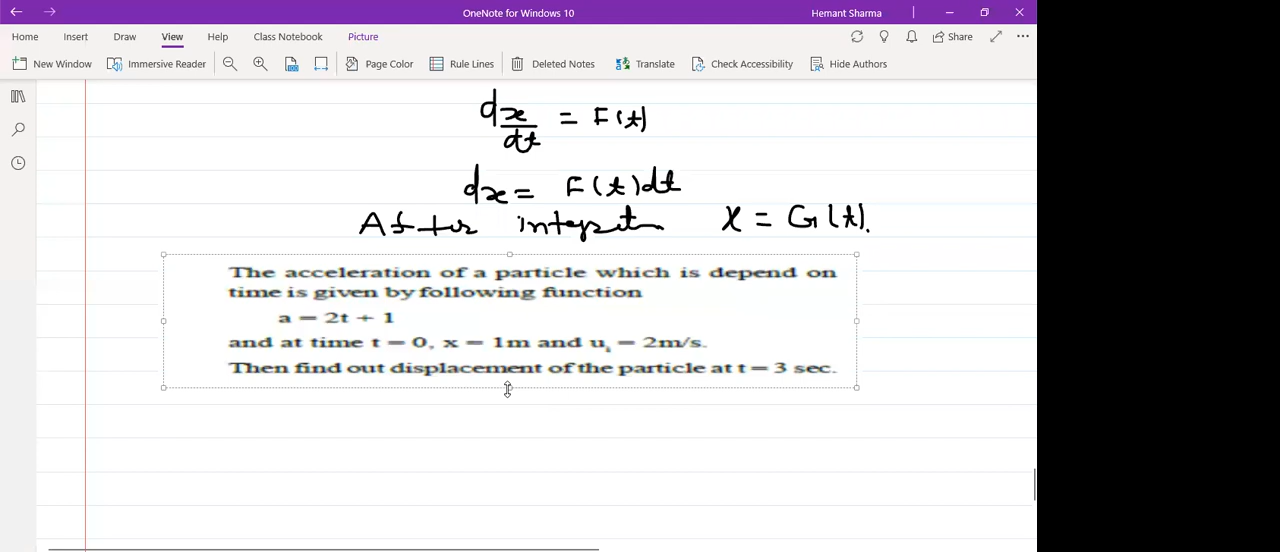 OneNote for Windows 10
Hemant Sharma
Home Insert Draw View Help Class Notebook Picture
Share
New Window Immersive Reader Page Color Rule Lines Deleted Notes Translate Check Accessibility Hide Authors
dx/dt = F(t)
dx = F(t)dt
After x = G(t).
The acceleration of a particle which is depend on
time is given by following function
a = 2t + 1
and at time t = 0, x = 1m and uᵢ = 2m/s.
Then find out displacement of the particle at t = 3 sec.